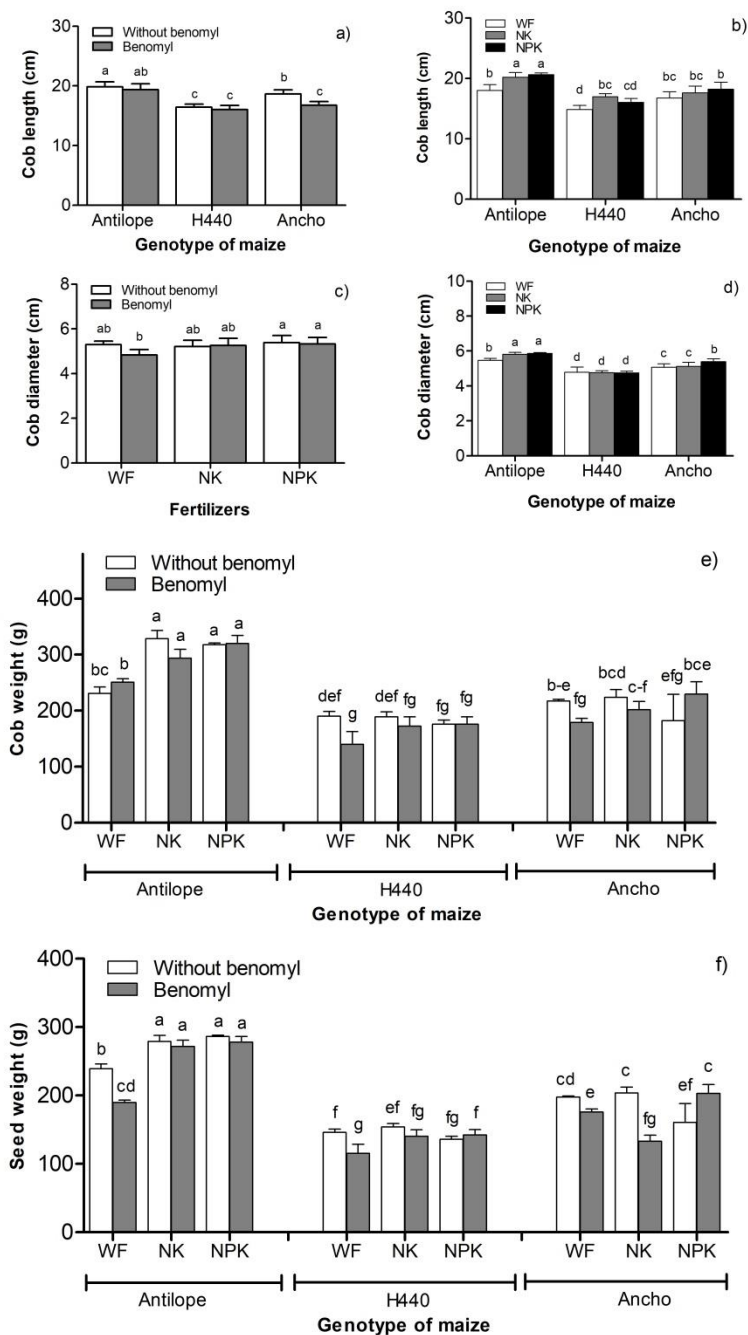 Without benomyl
Benomyl
a)
Cob length (cm)
30
20
10
0
a ab c c b c
Antilope H440 Ancho
Genotype of maize
WF
NK
NPK
b)
Cob length (cm)
30
20
10
0
b a a d bc cd bc bc b
Antilope H440 Ancho
Genotype of maize
Without benomyl
Benomyl
c)
Cob diameter (cm)
8
6
4
2
0
ab b ab ab a a
WF NK NPK
Fertilizers
WF
NK
NPK
d)
Cob diameter (cm)
10
8
6
4
2
0
b a a d d d c c b
Antilope H440 Ancho
Genotype of maize
Without benomyl
Benomyl
e)
Cob weight (g)
400
300
200
100
0
bc b a a a a def g def fg fg fg b-e fg bcd c-f efg bce
WF NK NPK WF NK NPK WF NK NPK
Antilope H440 Ancho
Genotype of maize
Without benomyl
Benomyl
f)
Seed weight (g)
400
300
200
100
0
b cd a a a a f g ef fg fg f cd e c fg ef c
WF NK NPK WF NK NPK WF NK NPK
Antilope H440 Ancho
Genotype of maize